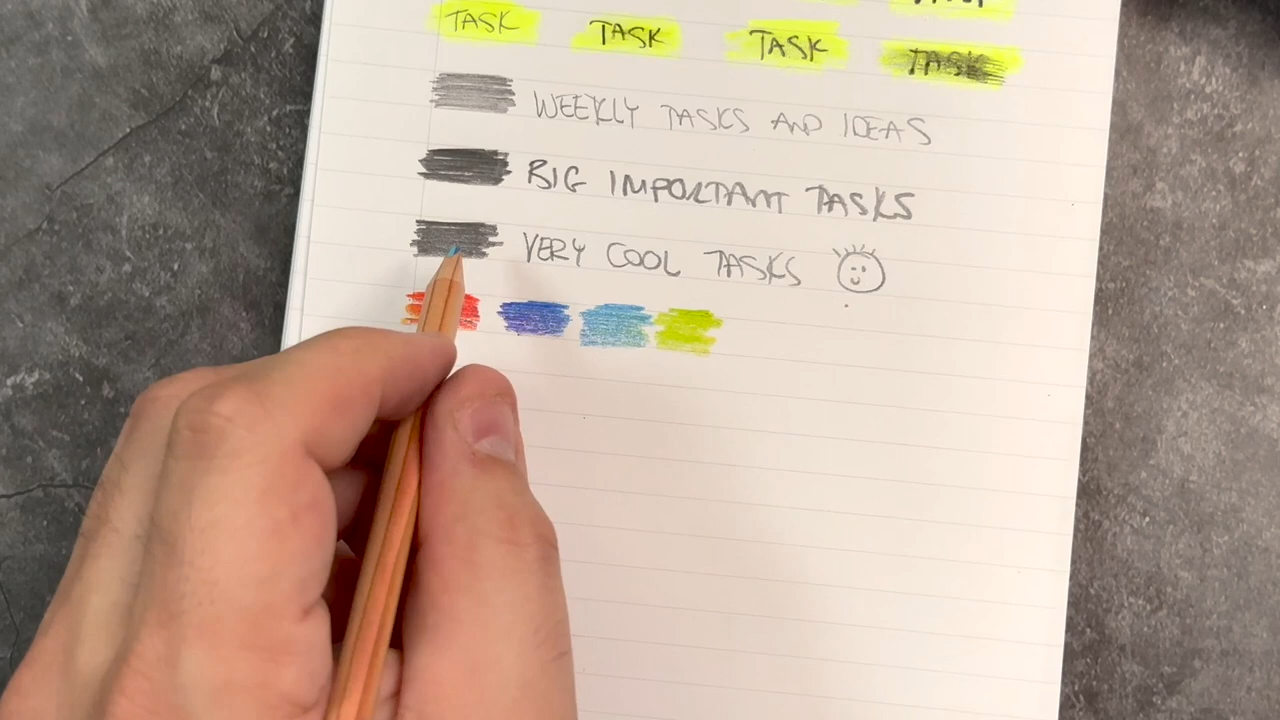 TASK TASK TASK TASK
WEEKLY TASKS AND IDEAS
BIG IMPORTANT TASKS
VERY COOL TASKS